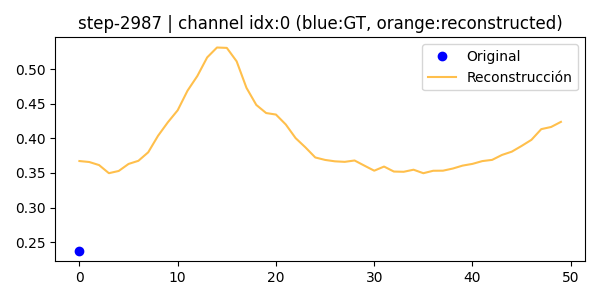 step-2987 | channel idx:0 (blue:GT, orange:reconstructed)
Original
Reconstrucción
0.50
0.45
0.40
0.35
0.30
0.25
0 10 20 30 40 50